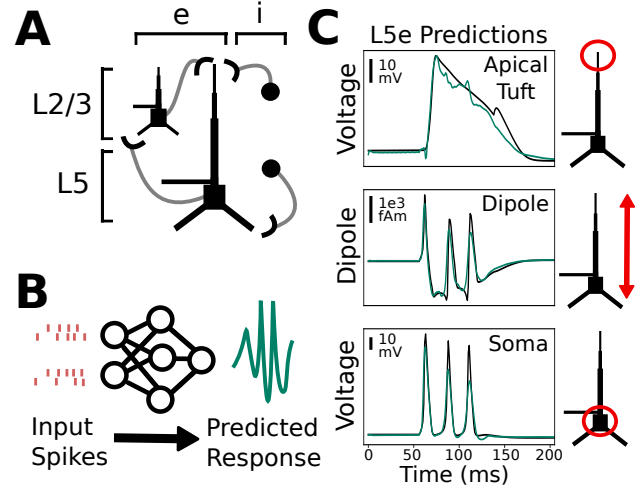 A
e
i
L2/3
L5
B
Input
Spikes
Predicted
Response
C
L5e Predictions
Voltage
10
mV
Apical
Tuft
Dipole
1e3
fAm
Dipole
Voltage
10
mV
Soma
0
50
100
150
200
Time (ms)